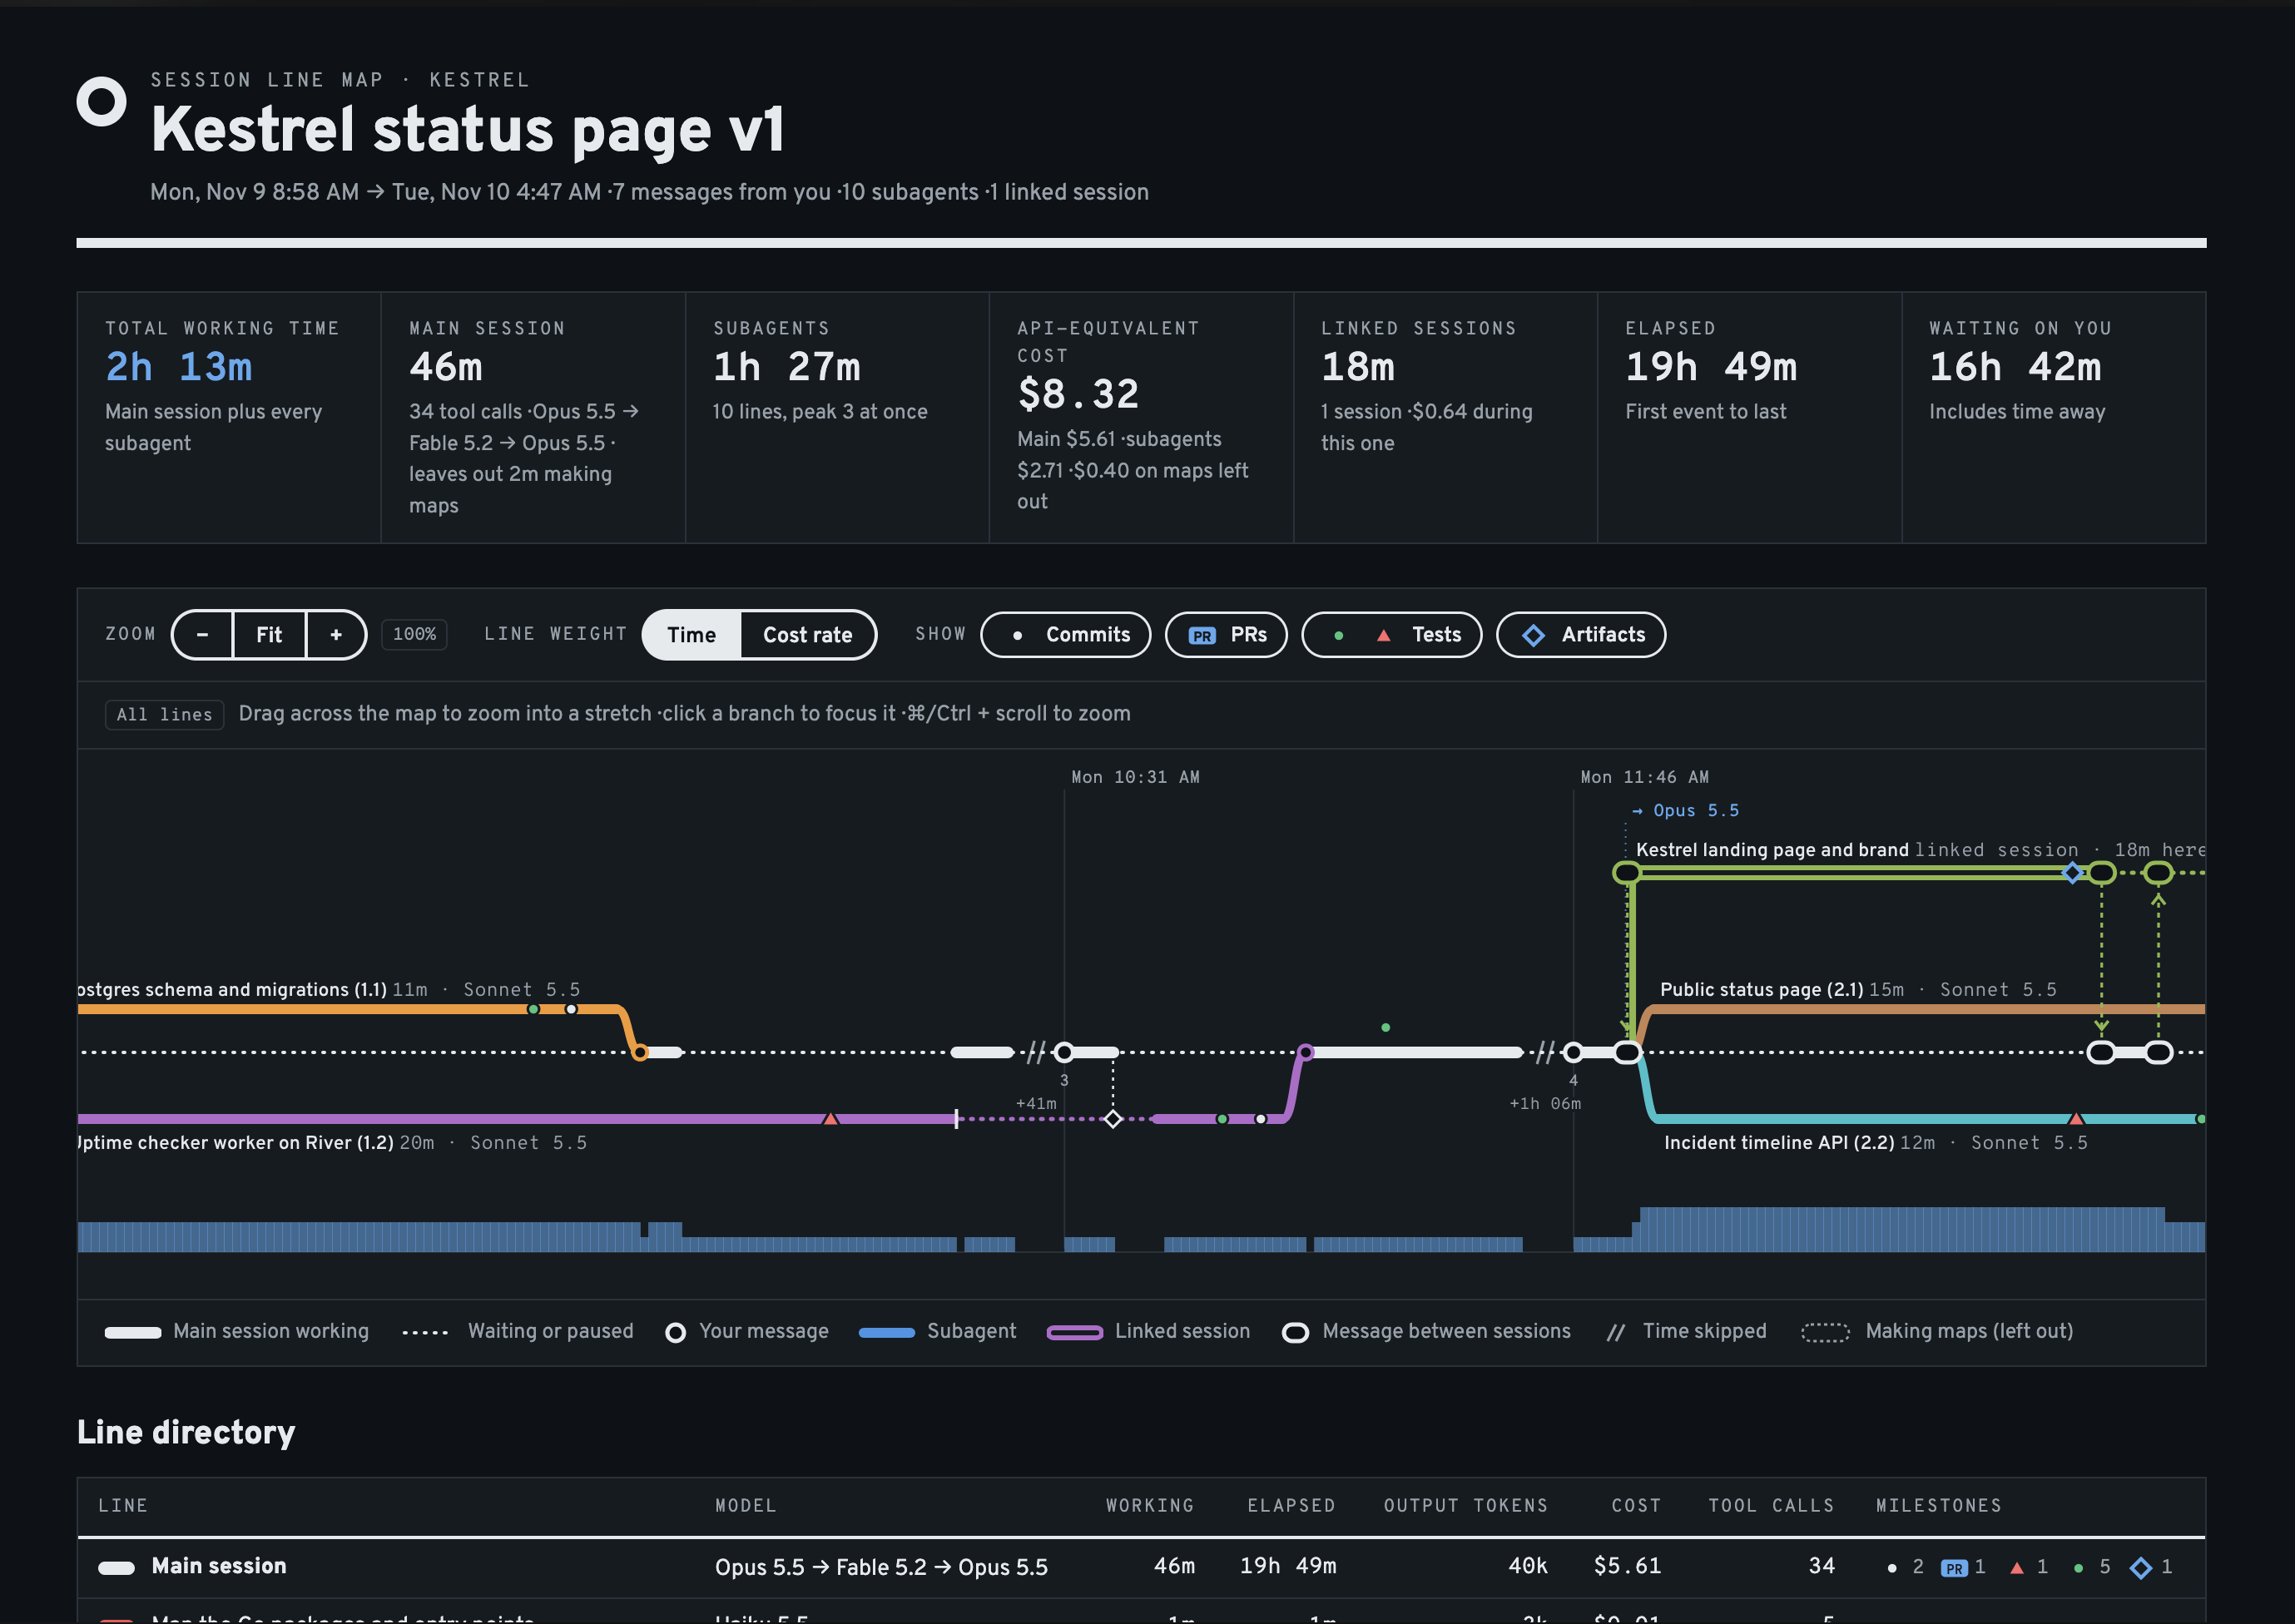 SESSION LINE MAP · KESTREL
Kestrel status page v1
Mon, Nov 9 8:58 AM → Tue, Nov 10 4:47 AM · 7 messages from you · 10 subagents · 1 linked session
TOTAL WORKING TIME
2h 13m
Main session plus every
subagent
MAIN SESSION
46m
34 tool calls · Opus 5.5 →
Fable 5.2 → Opus 5.5 ·
leaves out 2m making
maps
SUBAGENTS
1h 27m
10 lines, peak 3 at once
API-EQUIVALENT
COST
$8.32
Main $5.61 · subagents
$2.71 · $0.40 on maps left
out
LINKED SESSIONS
18m
1 session · $0.64 during
this one
ELAPSED
19h 49m
First event to last
WAITING ON YOU
16h 42m
Includes time away
ZOOM − Fit + 100% LINE WEIGHT Time Cost rate SHOW Commits PR PRs Tests Artifacts
All lines Drag across the map to zoom into a stretch · click a branch to focus it · ⌘/Ctrl + scroll to zoom
Mon 10:31 AM
Mon 11:46 AM
→ Opus 5.5
Kestrel landing page and brand linked session · 18m here
ostgres schema and migrations (1.1) 11m · Sonnet 5.5
Public status page (2.1) 15m · Sonnet 5.5
//
//
3
4
+41m
+1h 06m
Uptime checker worker on River (1.2) 20m · Sonnet 5.5
Incident timeline API (2.2) 12m · Sonnet 5.5
Main session working
Waiting or paused
Your message
Subagent
Linked session
Message between sessions
// Time skipped
Making maps (left out)
Line directory
LINE MODEL WORKING ELAPSED OUTPUT TOKENS COST TOOL CALLS MILESTONES
Main session Opus 5.5 → Fable 5.2 → Opus 5.5 46m 19h 49m 40k $5.61 34 2 PR 1 1 5 1